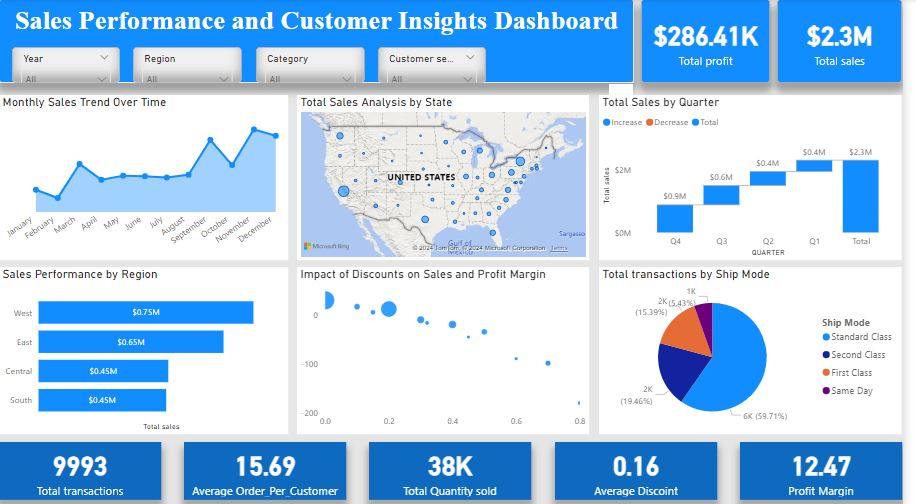 Sales Performance and Customer Insights Dashboard
$286.41K
Total profit
$2.3M
Total sales
Year
All
Region
All
Category
All
Customer se...
All
Monthly Sales Trend Over Time
January
February
March
April
May
June
July
August
September
October
November
December
Total Sales Analysis by State
UNITED STATES
Gulf of
Mexico
Sargasso
Microsoft Bing
© 2024 TomTom, © 2024 Microsoft Corporation Terms
Total Sales by Quarter
Increase Decrease Total
Total sales
$2M
$0M
$0.9M
$0.6M
$0.4M
$0.4M
$2.3M
Q4 Q3 Q2 Q1 Total
QUARTER
Sales Performance by Region
West $0.75M
East $0.65M
Central $0.45M
South $0.45M
Total sales
Impact of Discounts on Sales and Profit Margin
0
-100
-200
0.0 0.2 0.4 0.6 0.8
Total transactions by Ship Mode
1K
(5.43%)
2K
(15.39%)
2K
(19.46%)
6K (59.71%)
Ship Mode
Standard Class
Second Class
First Class
Same Day
9993
Total transactions
15.69
Average Order_Per_Customer
38K
Total Quantity sold
0.16
Average Discoint
12.47
Profit Margin